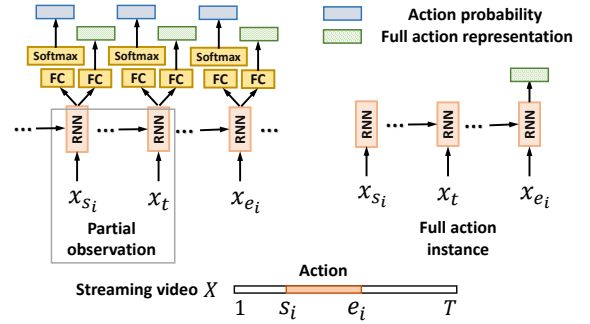 Action probability
Full action representation
Softmax Softmax Softmax
FC FC FC FC FC FC
... RNN ... RNN ... RNN ...
RNN ... RNN ... RNN
x_{s_i} x_t x_{e_i}
x_{s_i} x_t x_{e_i}
Partial
observation
Full action
instance
Action
Streaming video X
1 s_i e_i T